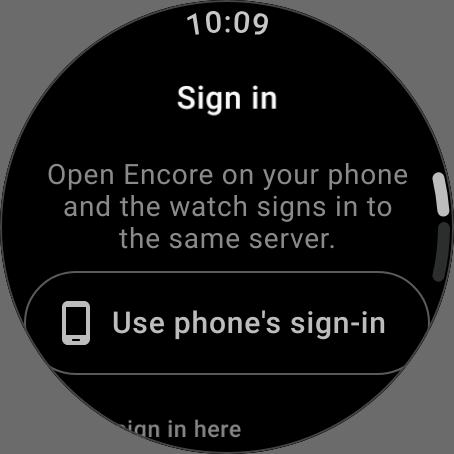 10:09
Sign in
Open Encore on your phone
and the watch signs in to
the same server.
Use phone's sign-in
sign in here